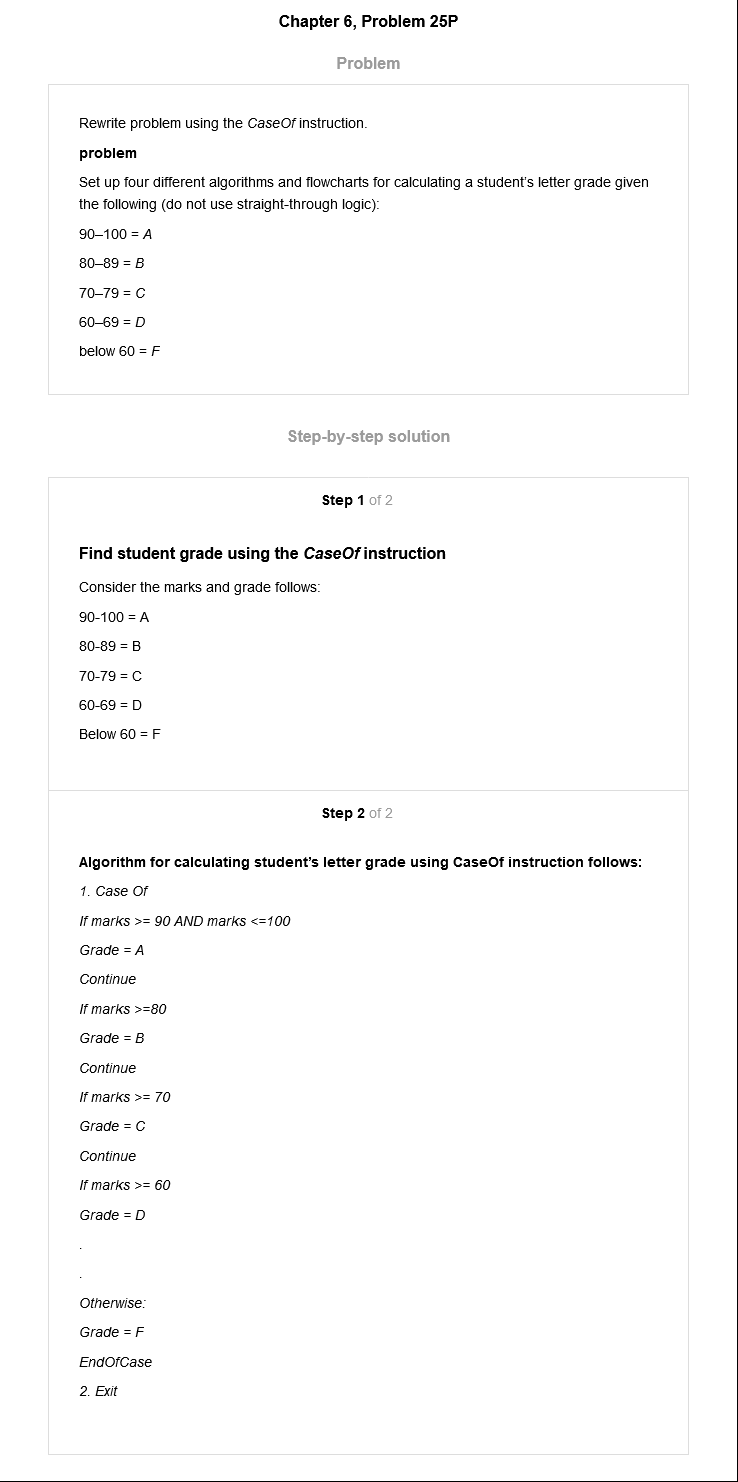 Chapter 6, Problem 25P
Problem
Rewrite problem using the CaseOf instruction.
problem
Set up four different algorithms and flowcharts for calculating a student’s letter grade given
the following (do not use straight-through logic):
90–100 = A
80–89 = B
70–79 = C
60–69 = D
below 60 = F
Step-by-step solution
Step 1 of 2
Find student grade using the CaseOf instruction
Consider the marks and grade follows:
90-100 = A
80-89 = B
70-79 = C
60-69 = D
Below 60 = F
Step 2 of 2
Algorithm for calculating student’s letter grade using CaseOf instruction follows:
1. Case Of
If marks >= 90 AND marks <=100
Grade = A
Continue
If marks >=80
Grade = B
Continue
If marks >= 70
Grade = C
Continue
If marks >= 60
Grade = D
.
.
Otherwise:
Grade = F
EndOfCase
2. Exit